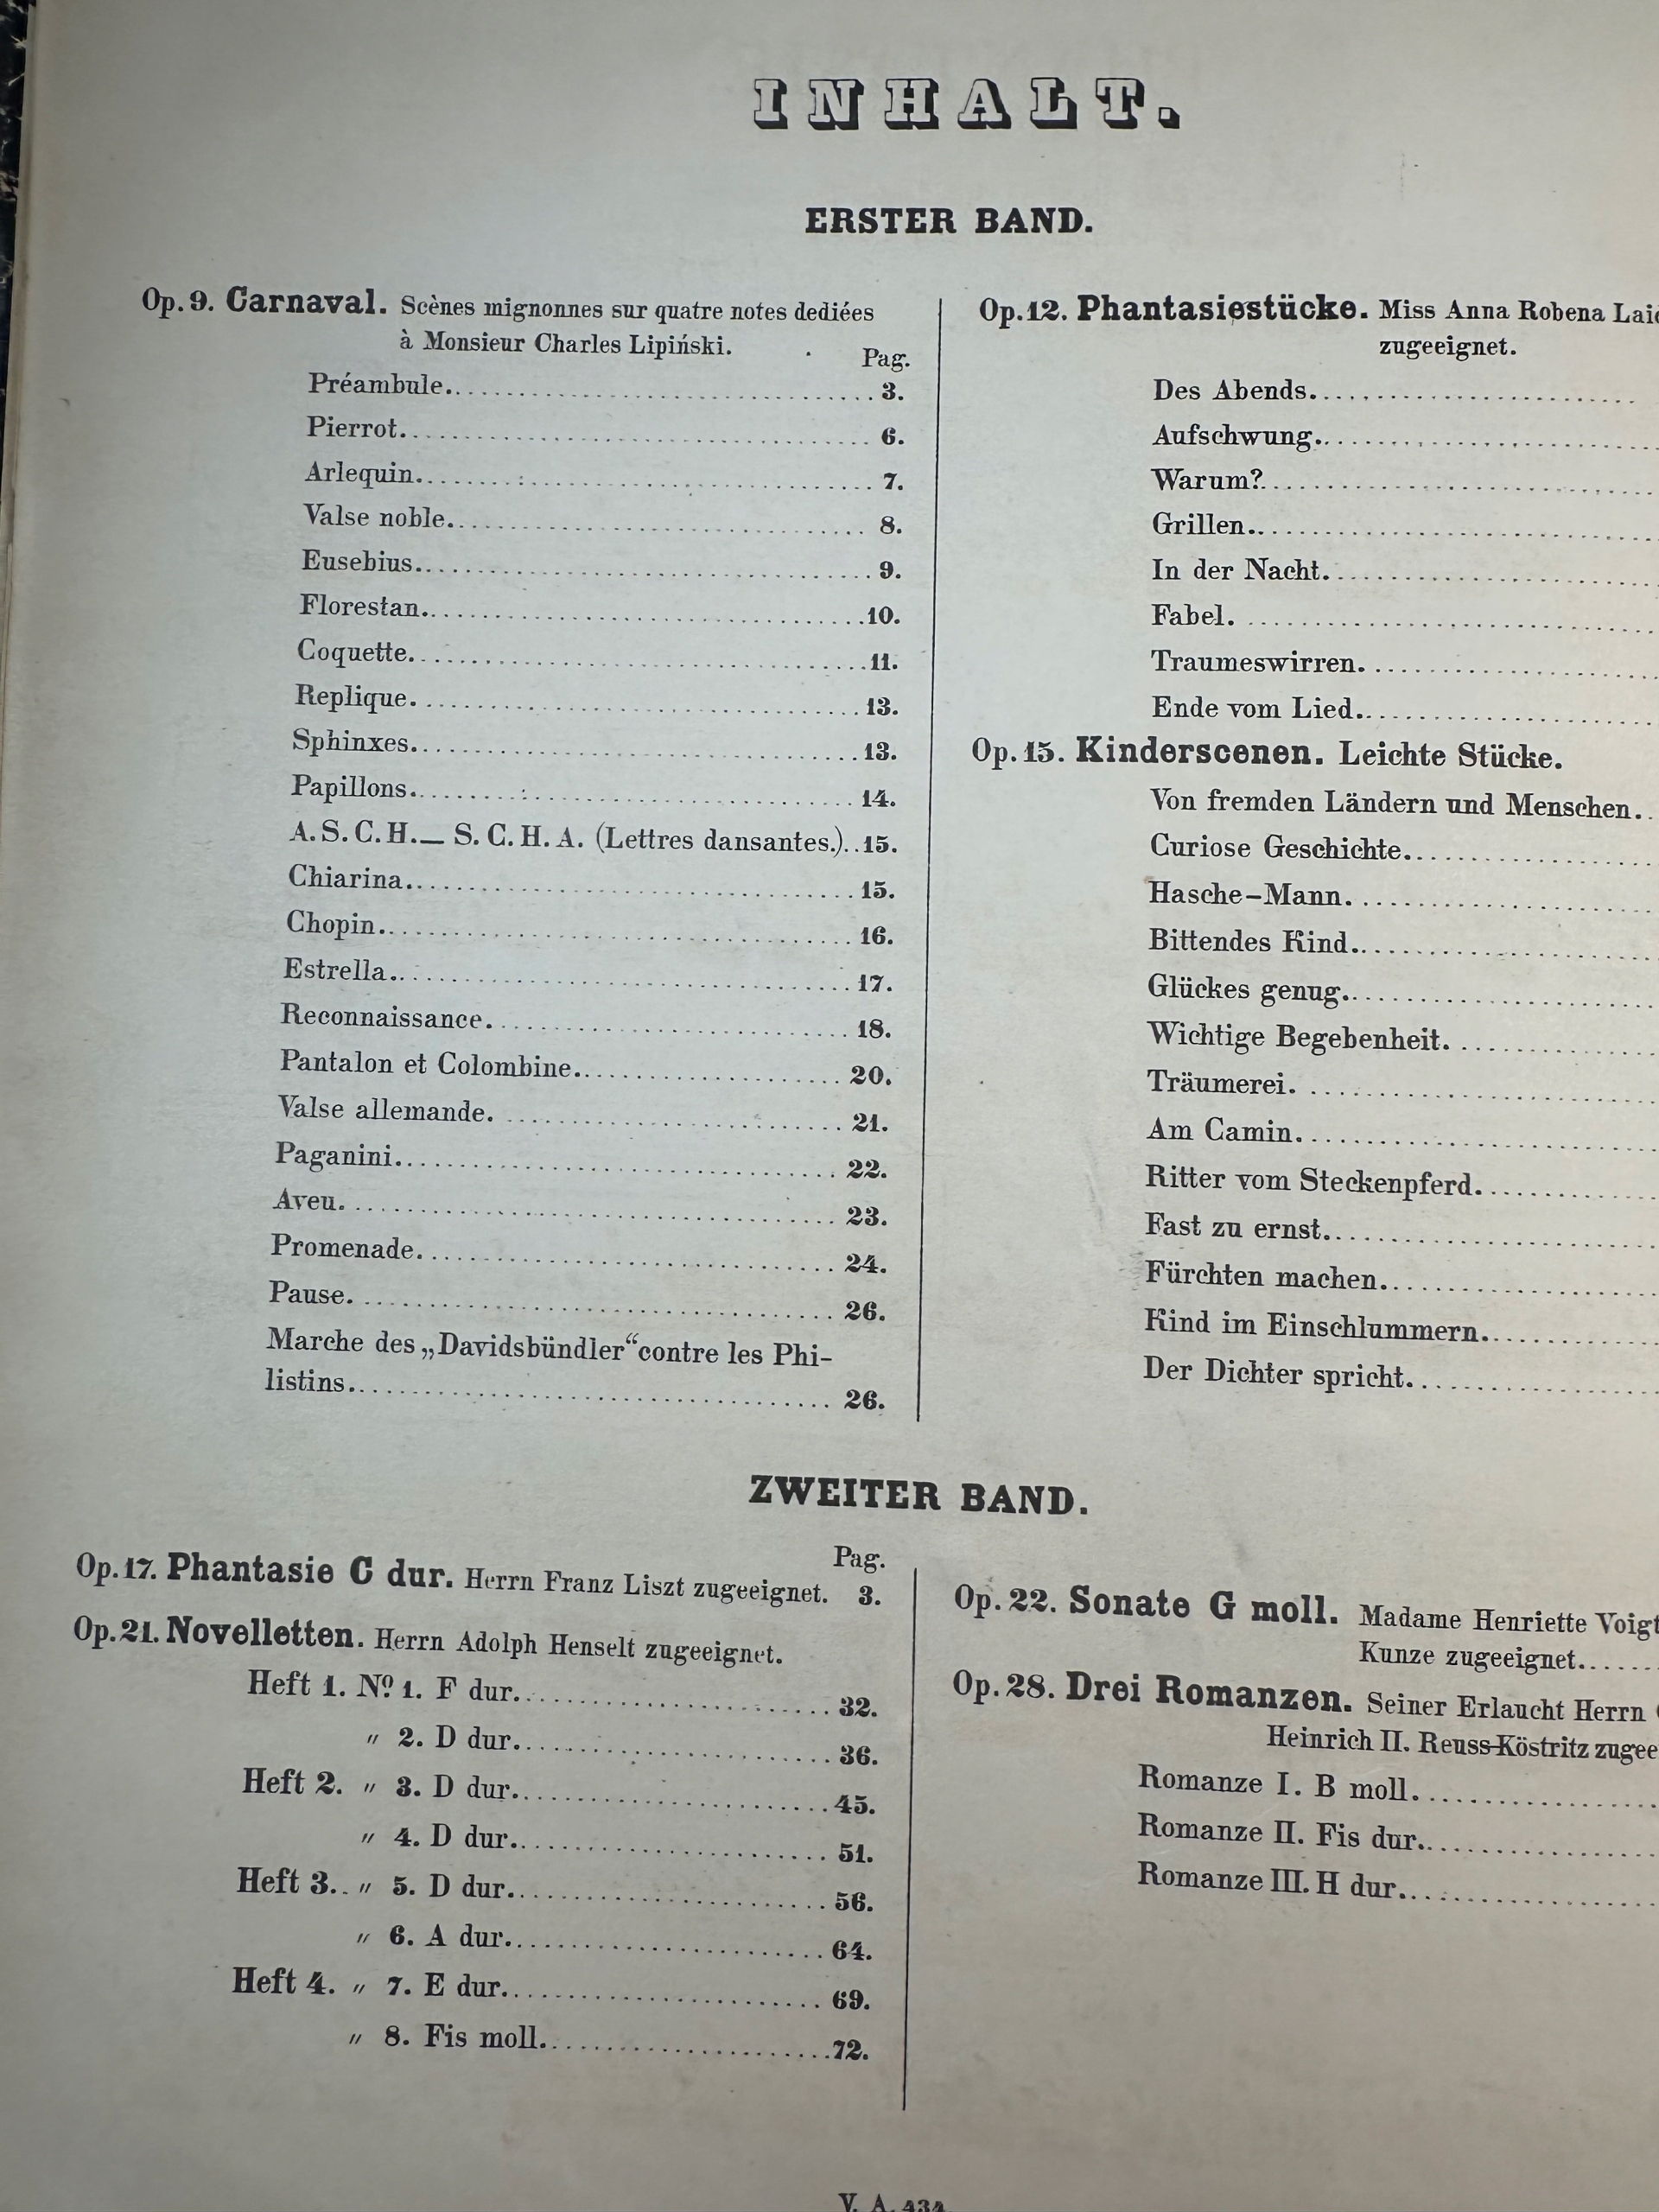 INHALT.
ERSTER BAND.
Op. 9. Carnaval. Scènes mignonnes sur quatre notes dediées
à Monsieur Charles Lipiński.
Pag.
Préambule. 3.
Pierrot. 6.
Arlequin. 7.
Valse noble. 8.
Eusebius. 9.
Florestan. 10.
Coquette. 11.
Replique. 13.
Sphinxes. 13.
Papillons. 14.
A.S.C.H.— S.C.H.A. (Lettres dansantes.) 15.
Chiarina. 15.
Chopin. 16.
Estrella. 17.
Reconnaissance. 18.
Pantalon et Colombine. 20.
Valse allemande. 21.
Paganini. 22.
Aveu. 23.
Promenade. 24.
Pause. 26.
Marche des „Davidsbündler“ contre les Phi-
listins. 26.
Op. 12. Phantasiestücke. Miss Anna Robena
zugeeignet.
Des Abends.
Aufschwung.
Warum?
Grillen.
In der Nacht.
Fabel.
Traumeswirren.
Ende vom Lied.
Op. 15. Kinderscenen. Leichte Stücke.
Von fremden Ländern und Menschen.
Curiose Geschichte.
Hasche-Mann.
Bittendes Kind.
Glückes genug.
Wichtige Begebenheit.
Träumerei.
Am Camin.
Ritter vom Steckenpferd.
Fast zu ernst.
Fürchten machen.
Kind im Einschlummern.
Der Dichter spricht.
ZWEITER BAND.
Pag.
Op. 17. Phantasie C dur. Herrn Franz Liszt zugeeignet. 3.
Op. 21. Novelletten. Herrn Adolph Henselt zugeeignet.
Heft 1. No. 1. F dur. 32.
" 2. D dur. 36.
Heft 2. " 3. D dur. 45.
" 4. D dur. 51.
Heft 3. " 5. D dur. 56.
" 6. A dur. 64.
Heft 4. " 7. E dur. 69.
" 8. Fis moll. 72.
Op. 22. Sonate G moll. Madame Henriette Voigt
Kunze zugeeignet.
Op. 28. Drei Romanzen. Seiner Erlaucht Herrn
Heinrich II. Reuss-Köstritz
Romanze I. B moll.
Romanze II. Fis dur.
Romanze III. H dur.
V. A. 434.